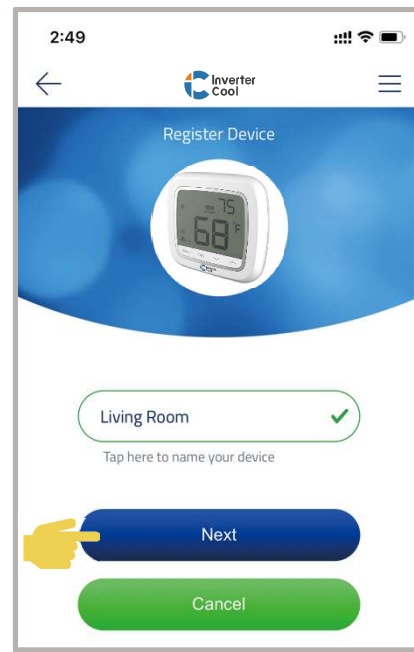 2:49
Inverter
Cool
Register Device
75
68 °F
Living Room
Tap here to name your device
Next
Cancel